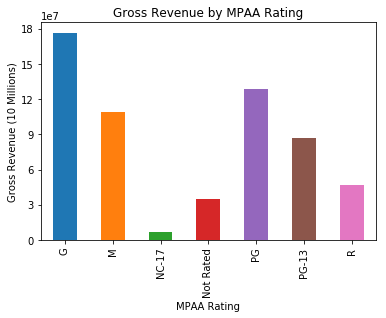 Gross Revenue by MPAA Rating
1e7
18
15
12
9
6
3
0
Gross Revenue (10 Millions)
G
M
NC-17
Not Rated
PG
PG-13
R
MPAA Rating